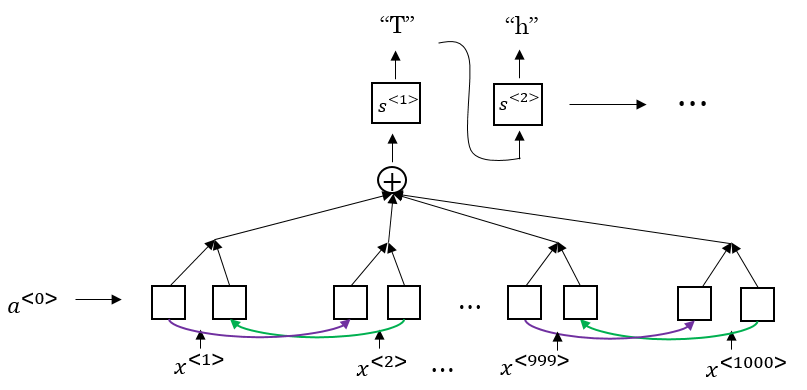 “T” “h”
s<1> s<2> ...
+
a<0> ...
x<1> x<2> ... x<999> x<1000>